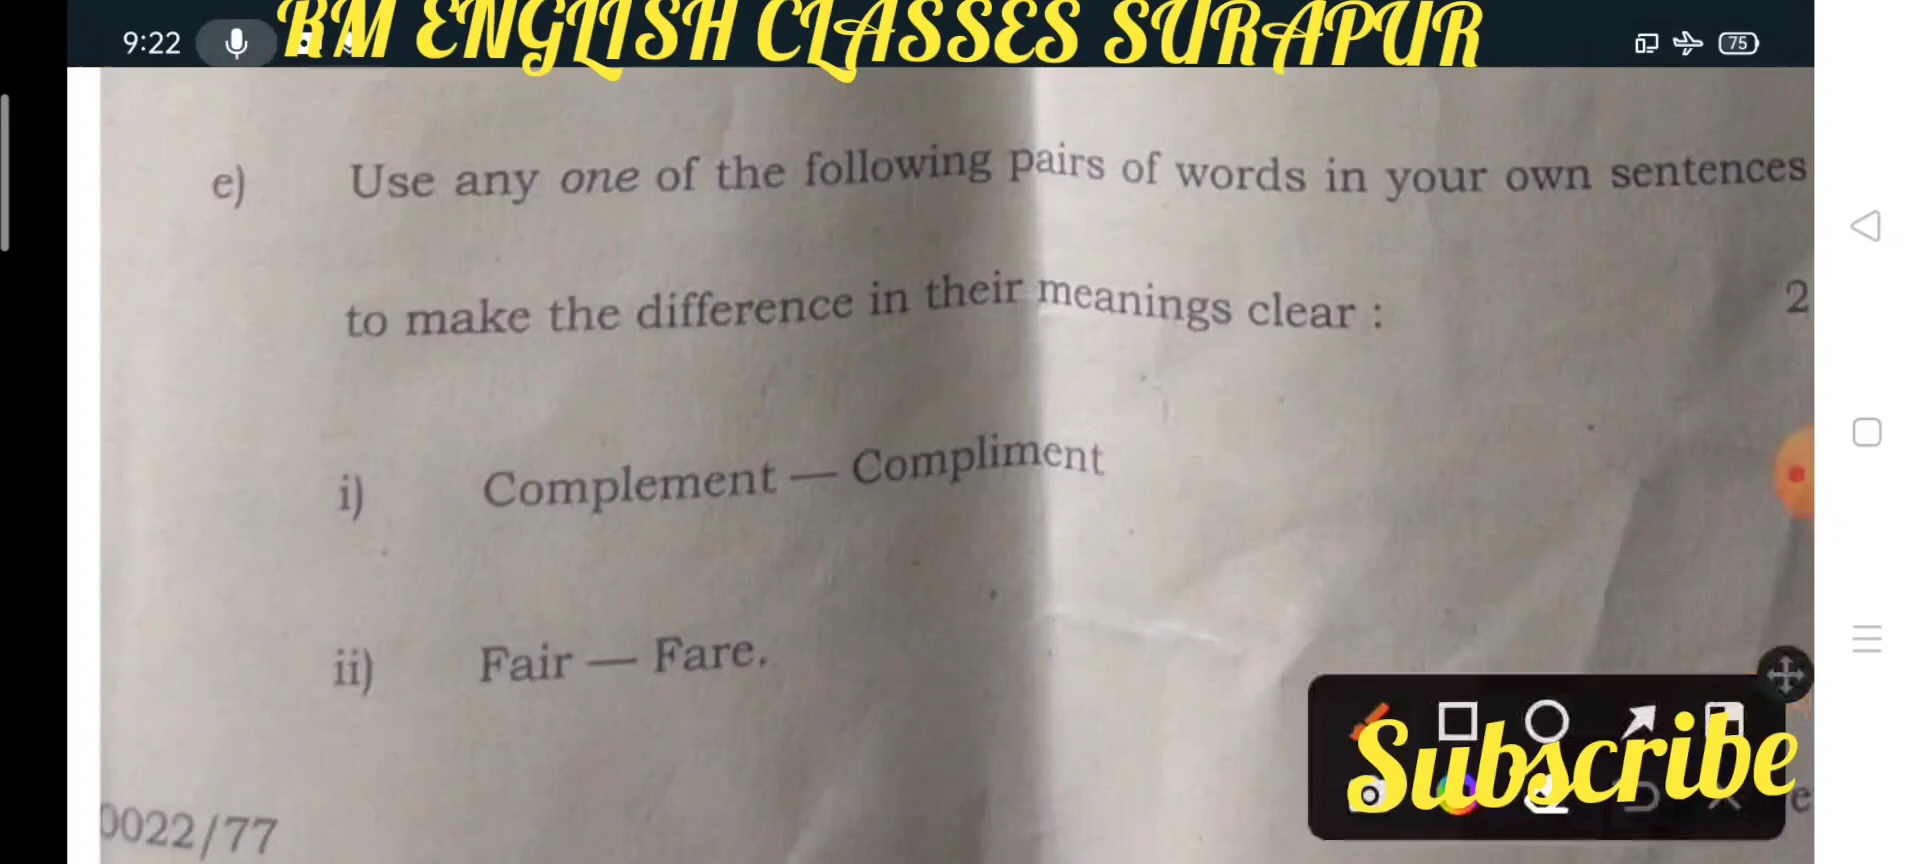 9:22
RM ENGLISH CLASSES SURAPUR
75
e) Use any one of the following pairs of words in your own sentences
to make the difference in their meanings clear : 2
i) Complement — Compliment
ii) Fair — Fare.
Subscribe
0022/77
e